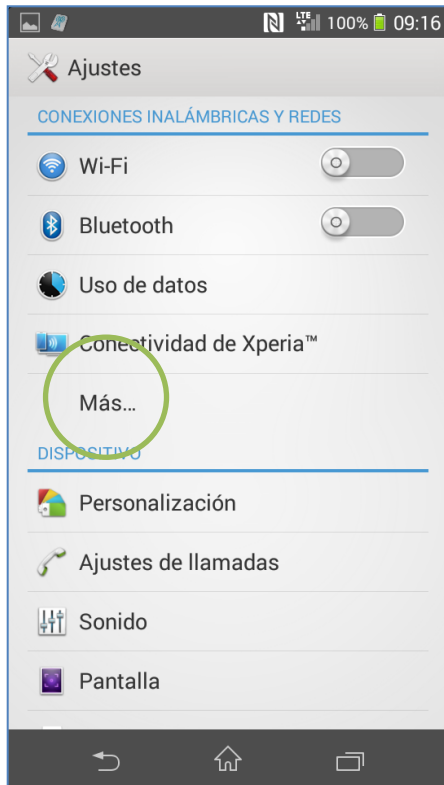 LTE 100% 09:16
Ajustes
CONEXIONES INALÁMBRICAS Y REDES
Wi-Fi
Bluetooth
Uso de datos
Conectividad de Xperia™
Más...
DISPOSITIVO
Personalización
Ajustes de llamadas
Sonido
Pantalla